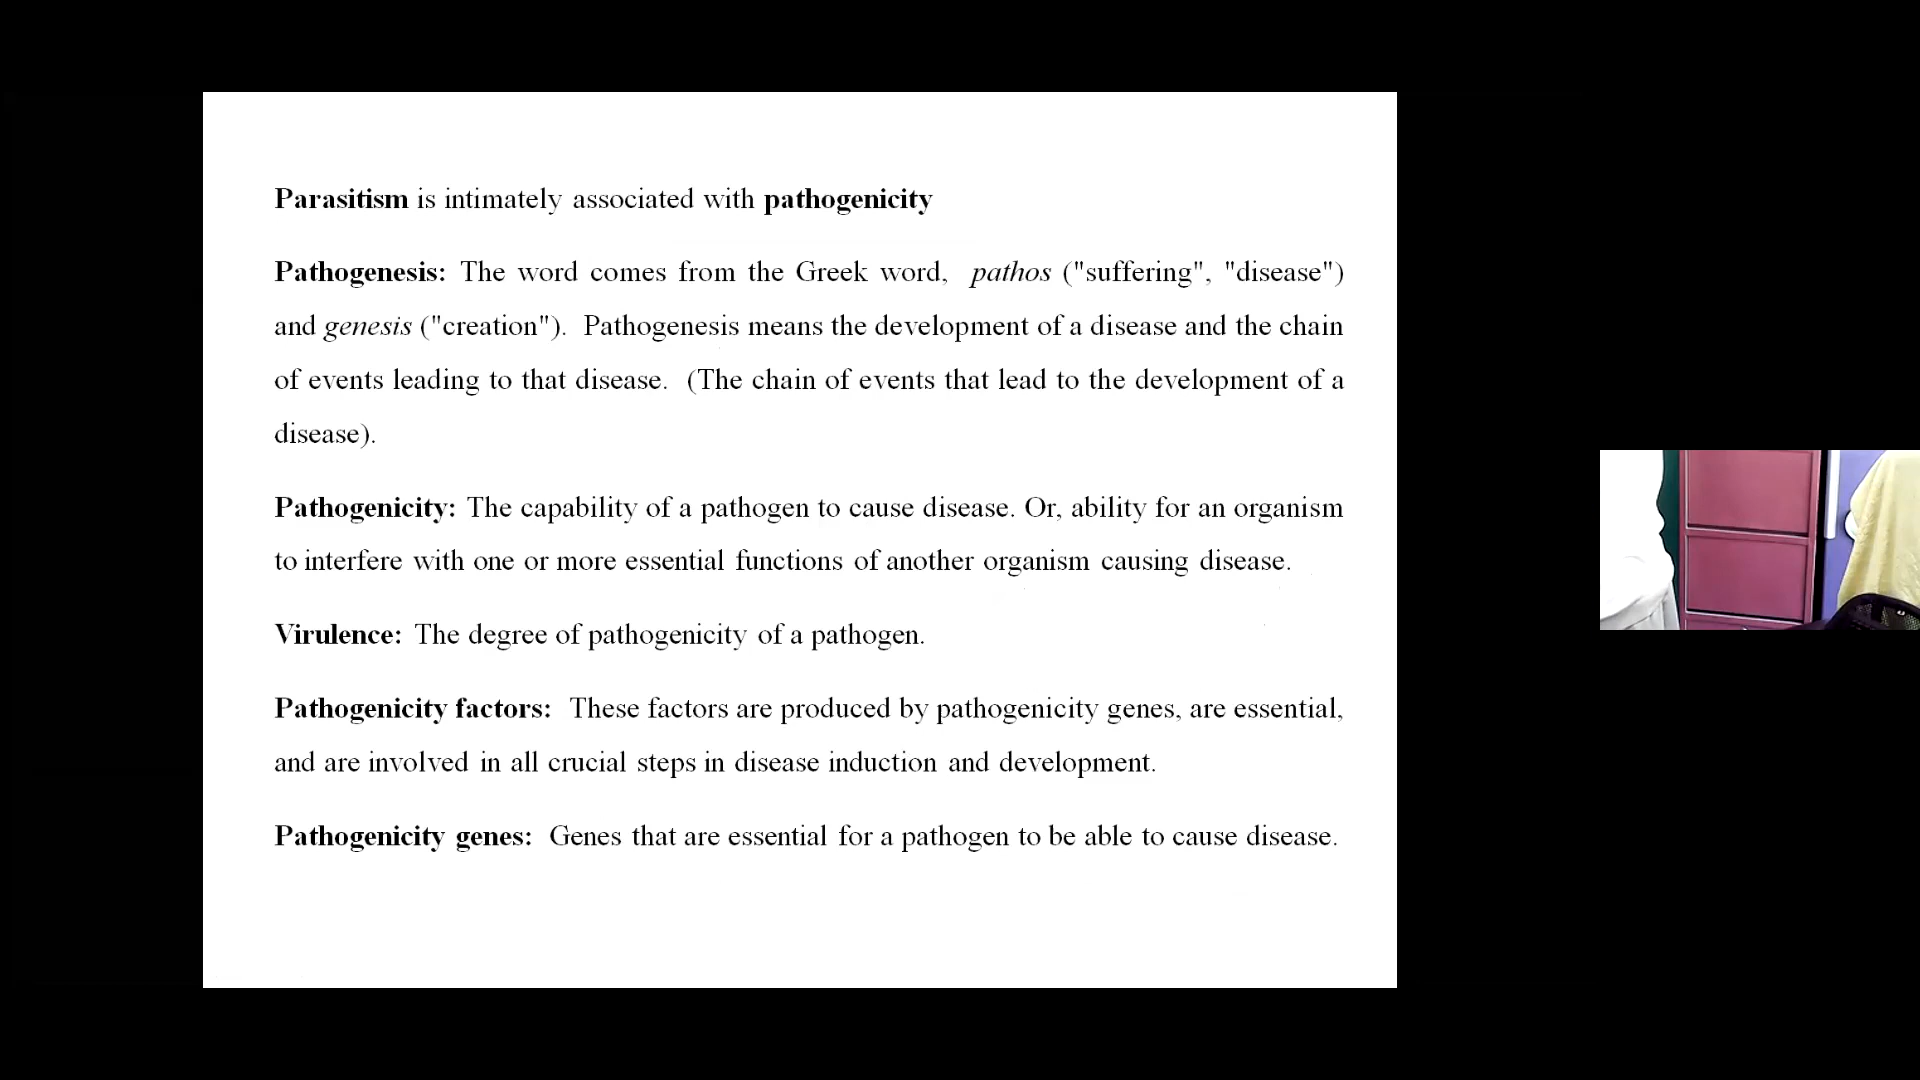 Parasitism is intimately associated with pathogenicity
Pathogenesis: The word comes from the Greek word, pathos ("suffering", "disease")
and genesis ("creation"). Pathogenesis means the development of a disease and the chain
of events leading to that disease. (The chain of events that lead to the development of a
disease).
Pathogenicity: The capability of a pathogen to cause disease. Or, ability for an organism
to interfere with one or more essential functions of another organism causing disease.
Virulence: The degree of pathogenicity of a pathogen.
Pathogenicity factors: These factors are produced by pathogenicity genes, are essential,
and are involved in all crucial steps in disease induction and development.
Pathogenicity genes: Genes that are essential for a pathogen to be able to cause disease.